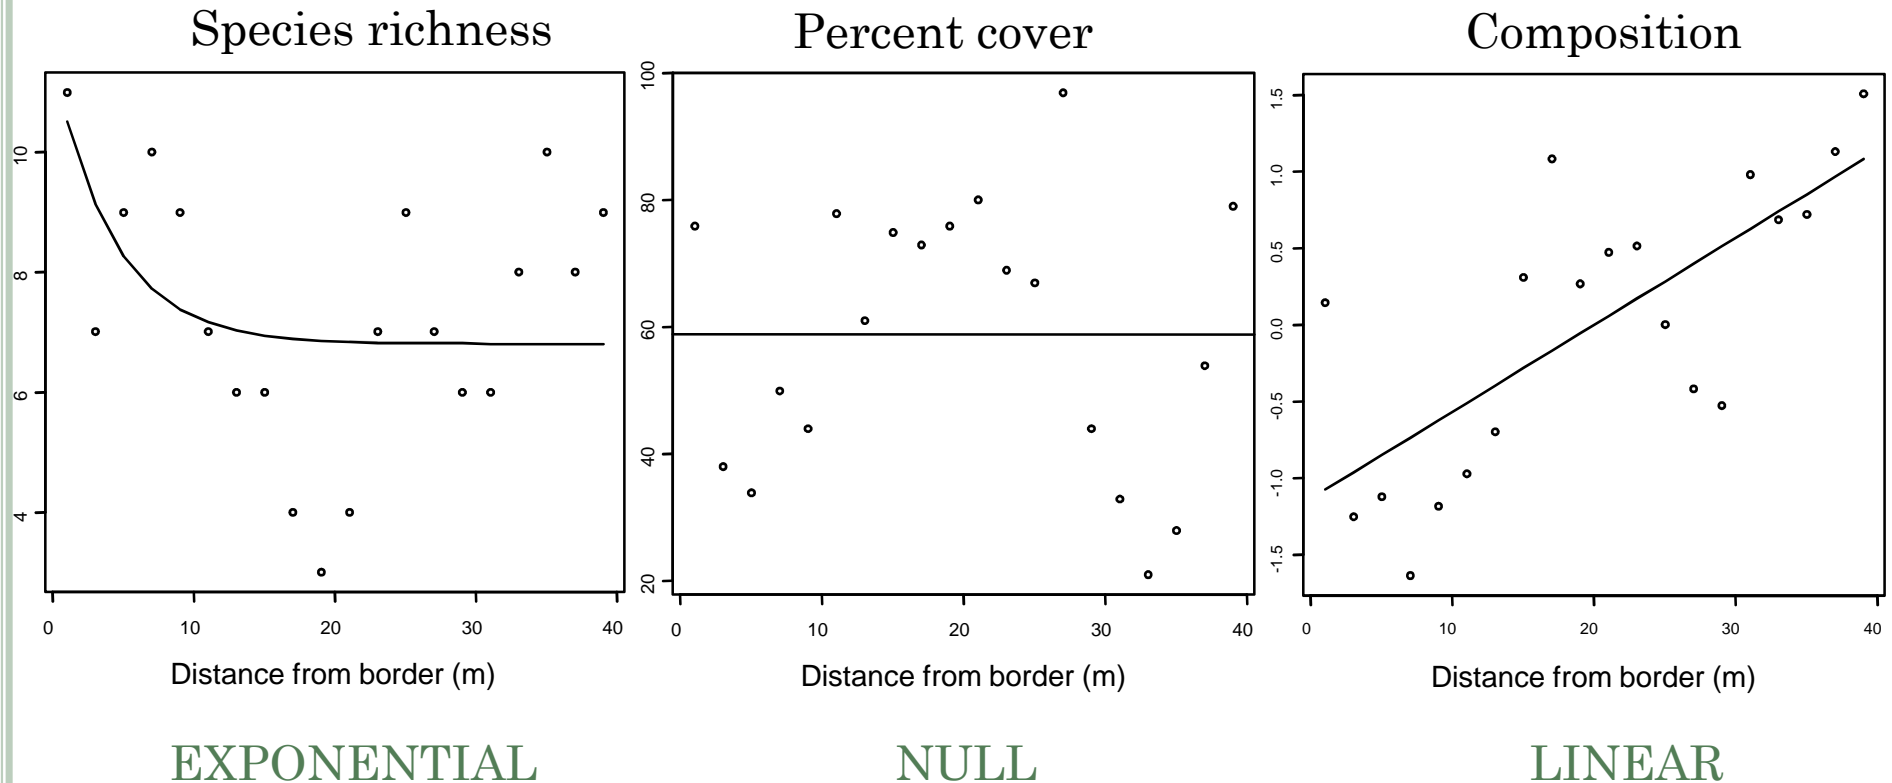 Species richness
10
8
6
4
0 10 20 30 40
Distance from border (m)
EXPONENTIAL
Percent cover
100
80
60
40
20
0 10 20 30 40
Distance from border (m)
NULL
Composition
1.5
1.0
0.5
0.0
-0.5
-1.0
-1.5
0 10 20 30 40
Distance from border (m)
LINEAR